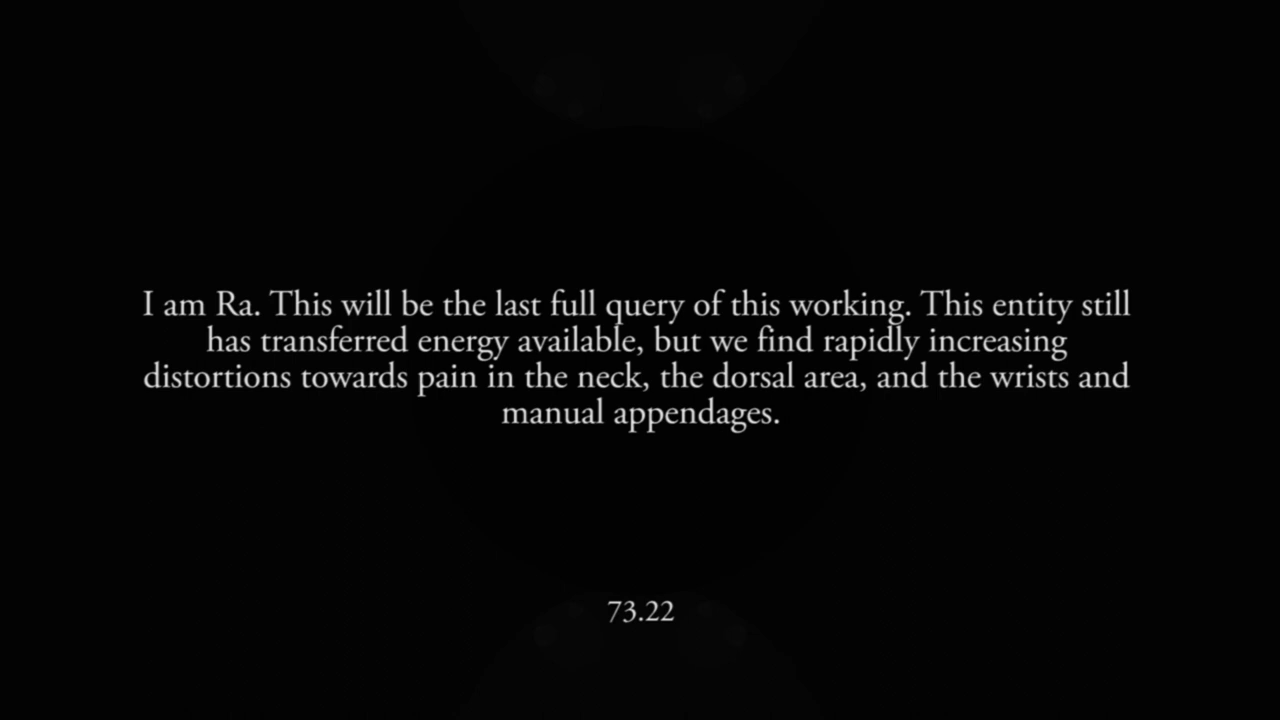 I am Ra. This will be the last full query of this working. This entity still
has transferred energy available, but we find rapidly increasing
distortions towards pain in the neck, the dorsal area, and the wrists and
manual appendages.
73.22